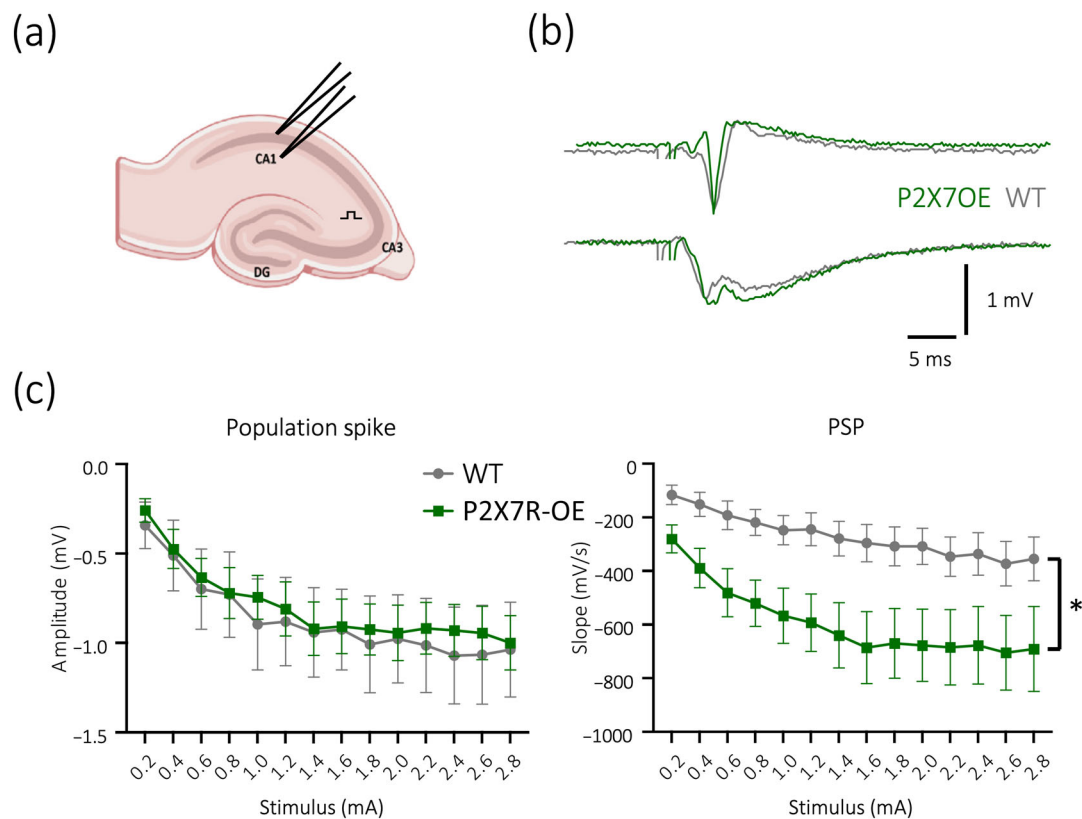 (a)
CA1
CA3
DG
(b)
P2X7OE WT
1 mV
5 ms
(c)
Population spike
WT
P2X7R-OE
0.0
−0.5
−1.0
−1.5
Amplitude (mV)
0.2 0.4 0.6 0.8 1.0 1.2 1.4 1.6 1.8 2.0 2.2 2.4 2.6 2.8
Stimulus (mA)
PSP
0
−200
−400
−600
−800
−1000
Slope (mV/s)
*
0.2 0.4 0.6 0.8 1.0 1.2 1.4 1.6 1.8 2.0 2.2 2.4 2.6 2.8
Stimulus (mA)